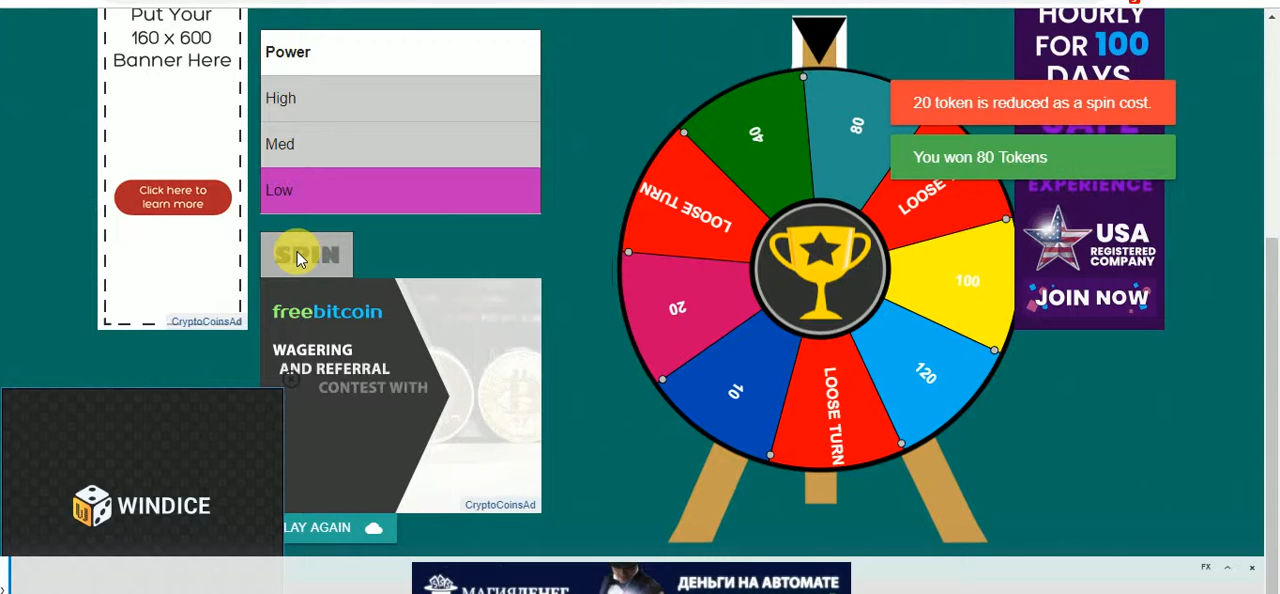 Put Your
160 x 600
Banner Here
Click here to
learn more
CryptoCoinsAd
Power
High
Med
Low
SPIN
freebitcoin
WAGERING
AND REFERRAL
CONTEST WITH
CryptoCoinsAd
WINDICE
LAY AGAIN
40
80
LOOSE T
100
120
LOOSE TURN
10
20
LOOSE TURN
20 token is reduced as a spin cost.
You won 80 Tokens
HOURLY
FOR 100
DAYS
EXPERIENCE
USA
REGISTERED
COMPANY
JOIN NOW
FX
МАГИЯДЕНЕГ
ДЕНЬГИ НА АВТОМАТЕ